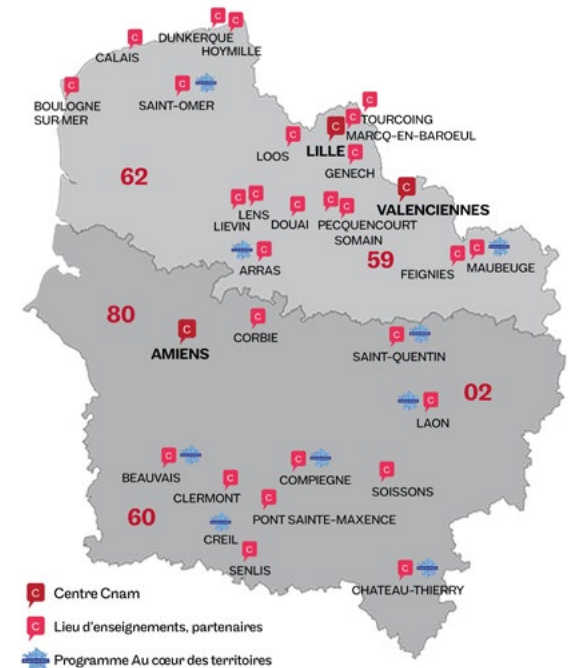 DUNKERQUE
HOYMILLE
CALAIS
BOULOGNE
SUR MER
SAINT-OMER
TOURCOING
MARCQ-EN-BAROEUL
LILLE
LOOS
GENECH
62
VALENCIENNES
LENS
LIEVIN
DOUAI
PECQUENCOURT
SOMAIN
59
ARRAS
FEIGNIES
MAUBEUGE
80
CORBIE
AMIENS
SAINT-QUENTIN
02
LAON
BEAUVAIS
COMPIEGNE
SOISSONS
CLERMONT
60
PONT SAINTE-MAXENCE
CREIL
SENLIS
CHATEAU-THIERRY
C Centre Cnam
C Lieu d'enseignements, partenaires
Programme Au cœur des territoires